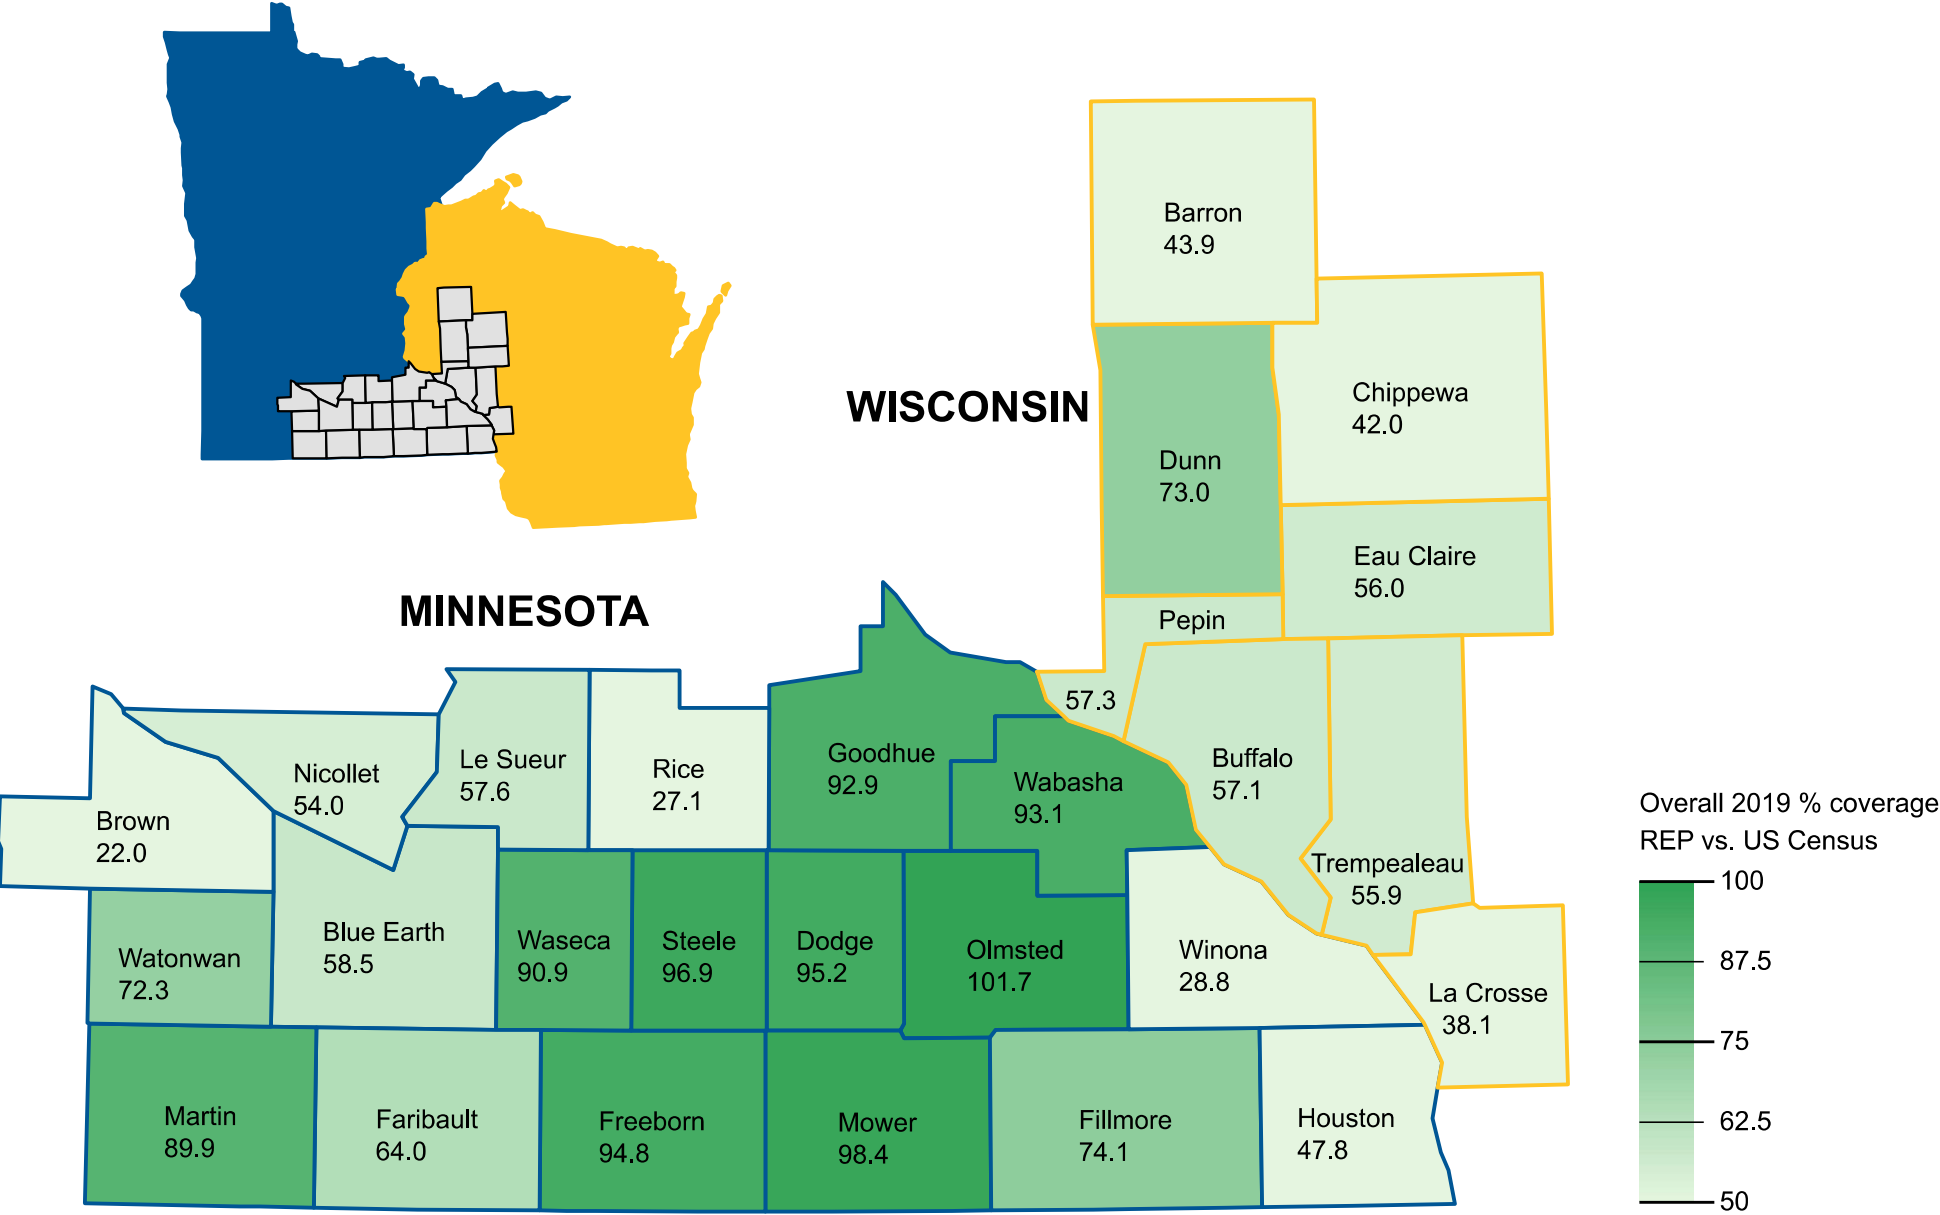 WISCONSIN
MINNESOTA
Barron
43.9
Chippewa
42.0
Dunn
73.0
Eau Claire
56.0
Pepin
57.3
Buffalo
57.1
Trempealeau
55.9
La Crosse
38.1
Brown
22.0
Nicollet
54.0
Le Sueur
57.6
Rice
27.1
Goodhue
92.9
Wabasha
93.1
Watonwan
72.3
Blue Earth
58.5
Waseca
90.9
Steele
96.9
Dodge
95.2
Olmsted
101.7
Winona
28.8
Martin
89.9
Faribault
64.0
Freeborn
94.8
Mower
98.4
Fillmore
74.1
Houston
47.8
Overall 2019 % coverage
REP vs. US Census
100
87.5
75
62.5
50